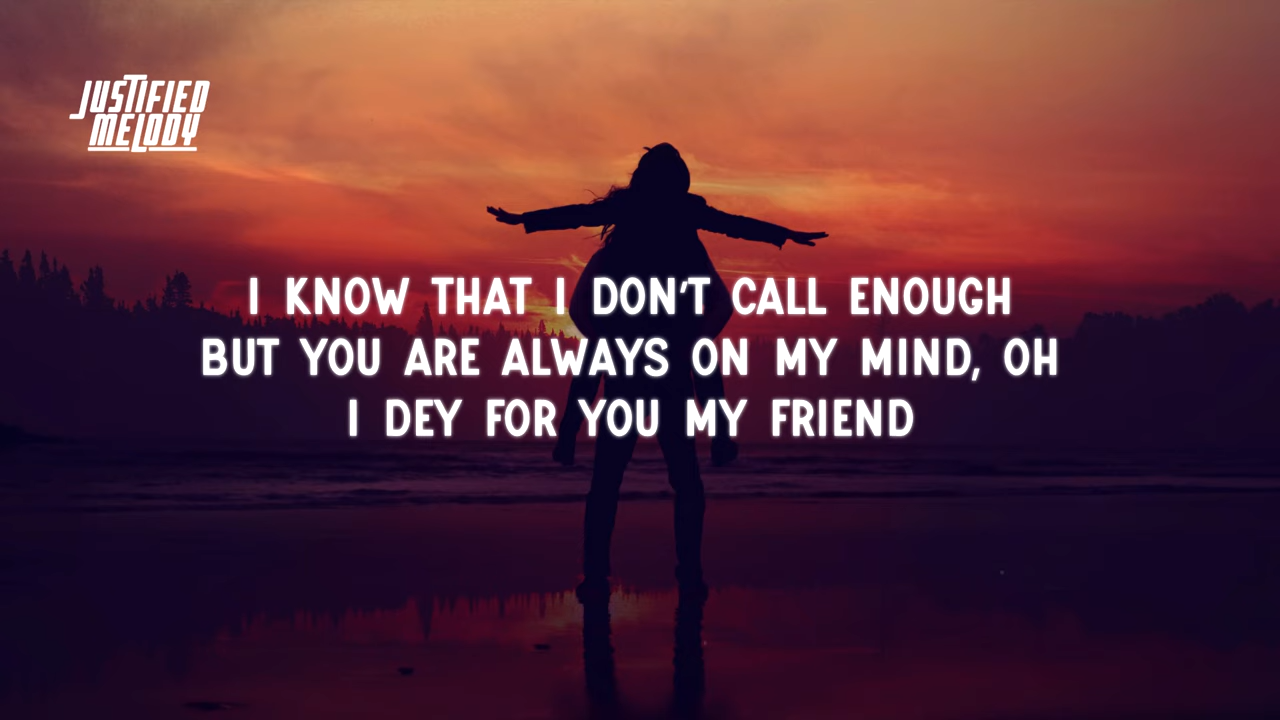 JUSTIFIED
MELODY
I KNOW THAT I DON'T CALL ENOUGH
BUT YOU ARE ALWAYS ON MY MIND, OH
I DEY FOR YOU MY FRIEND